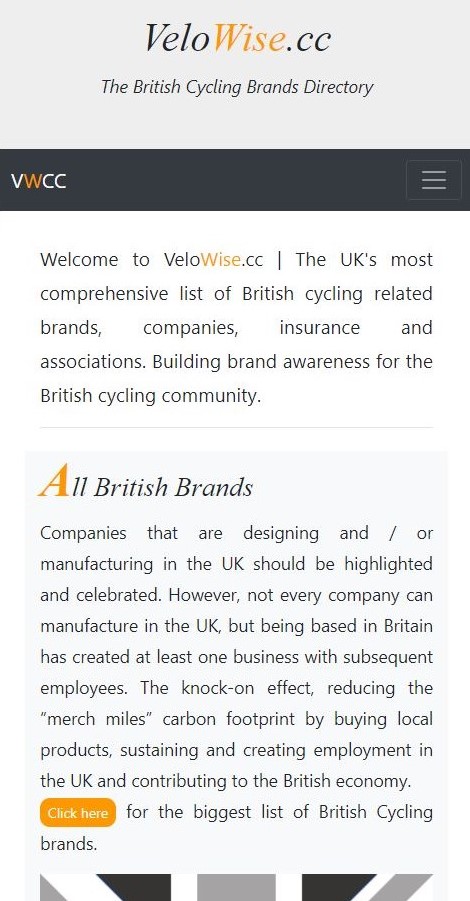 VeloWise.cc
The British Cycling Brands Directory
VWCC
Welcome to VeloWise.cc | The UK's most
comprehensive list of British cycling related
brands, companies, insurance and
associations. Building brand awareness for the
British cycling community.
All British Brands
Companies that are designing and / or
manufacturing in the UK should be highlighted
and celebrated. However, not every company can
manufacture in the UK, but being based in Britain
has created at least one business with subsequent
employees. The knock-on effect, reducing the
“merch miles” carbon footprint by buying local
products, sustaining and creating employment in
the UK and contributing to the British economy.
Click here for the biggest list of British Cycling
brands.